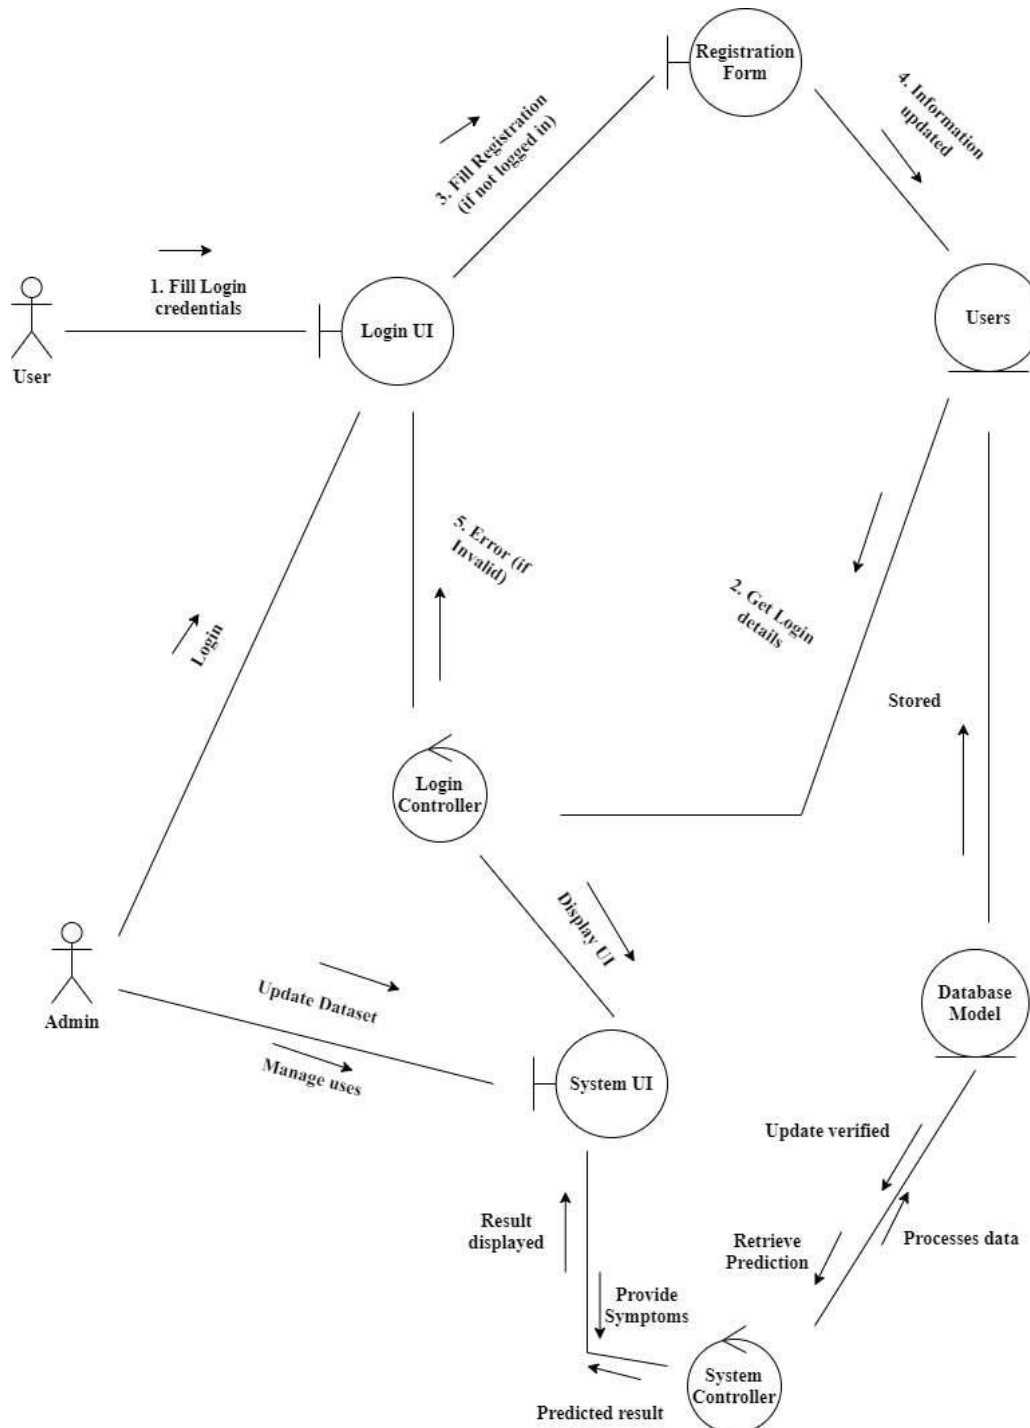 Registration
Form
4. Information
updated
3. Fill Registration
(if not logged in)
1. Fill Login
credentials
User
Login UI
Users
5. Error (if
Invalid)
2. Get Login
details
Login
Stored
Login
Controller
Display UI
Admin
Update Dataset
Manage uses
System UI
Database
Model
Update verified
Result
displayed
Retrieve
Prediction
Processes data
Provide
Symptoms
System
Controller
Predicted result